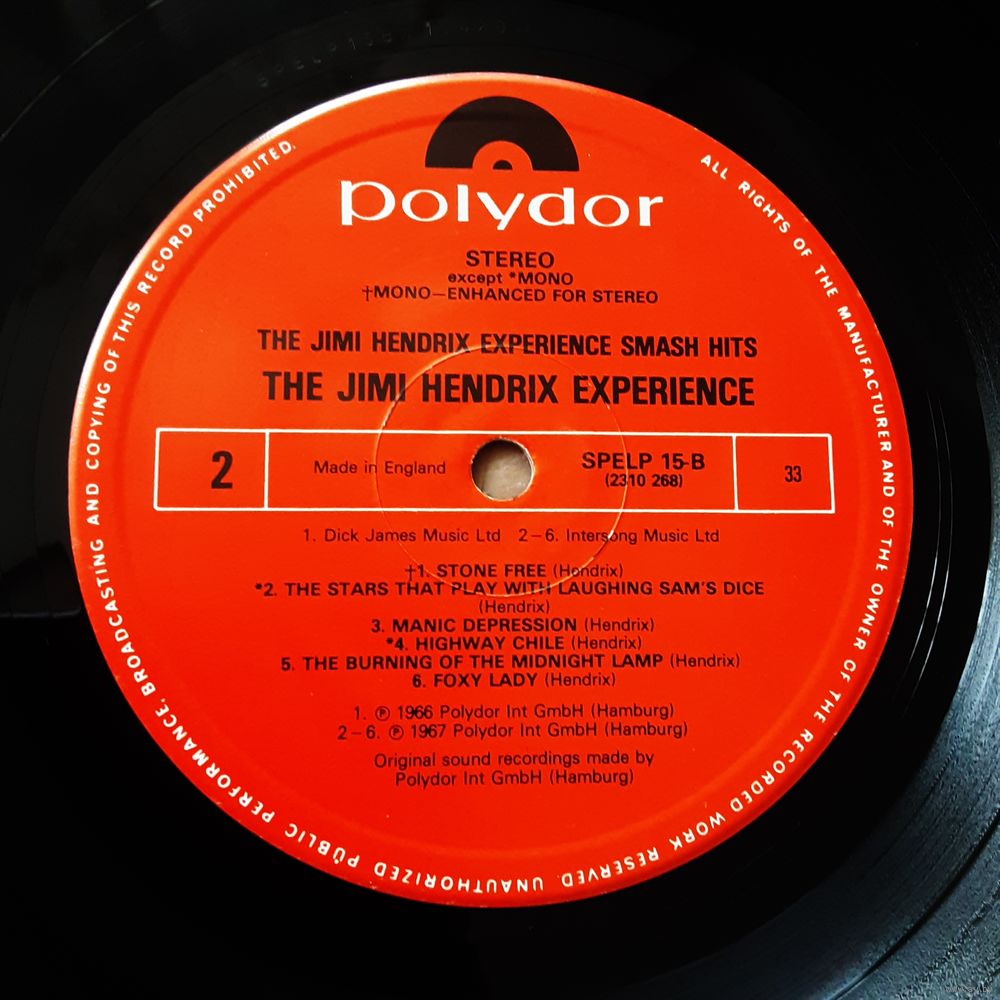 polydor
STEREO
except *MONO
†MONO—ENHANCED FOR STEREO
THE JIMI HENDRIX EXPERIENCE SMASH HITS
THE JIMI HENDRIX EXPERIENCE
2
Made in England
SPELP 15-B
(2310 268)
33
1. Dick James Music Ltd 2–6. Intersong Music Ltd
†1. STONE FREE (Hendrix)
*2. THE STARS THAT PLAY WITH LAUGHING SAM'S DICE
(Hendrix)
3. MANIC DEPRESSION (Hendrix)
*4. HIGHWAY CHILE (Hendrix)
5. THE BURNING OF THE MIDNIGHT LAMP (Hendrix)
6. FOXY LADY (Hendrix)
1. ℗ 1966 Polydor Int GmbH (Hamburg)
2–6. ℗ 1967 Polydor Int GmbH (Hamburg)
Original sound recordings made by
Polydor Int GmbH (Hamburg)
ALL RIGHTS OF THE MANUFACTURER AND OF THE OWNER OF THE RECORDED WORK RESERVED. UNAUTHORIZED PUBLIC PERFORMANCE, BROADCASTING AND COPYING OF THIS RECORD PROHIBITED.